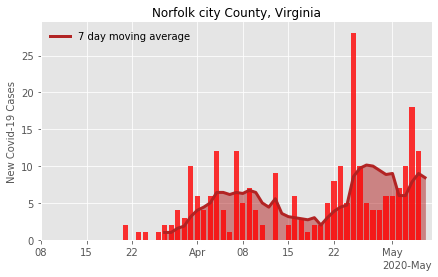 Norfolk city County, Virginia
7 day moving average
New Covid-19 Cases
25
20
15
10
5
0
08 15 22 Apr 08 15 22 May
2020-May